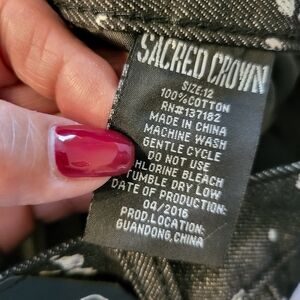 SACRED CROWN
SIZE:12
100%COTTON
RN#137182
MADE IN CHINA
MACHINE WASH
GENTLE CYCLE
DO NOT USE
HLORINE BLEACH
TUMBLE DRY LOW
DATE OF PRODUCTION:
04/2016
PROD.LOCATION:
GUANDONG,CHINA